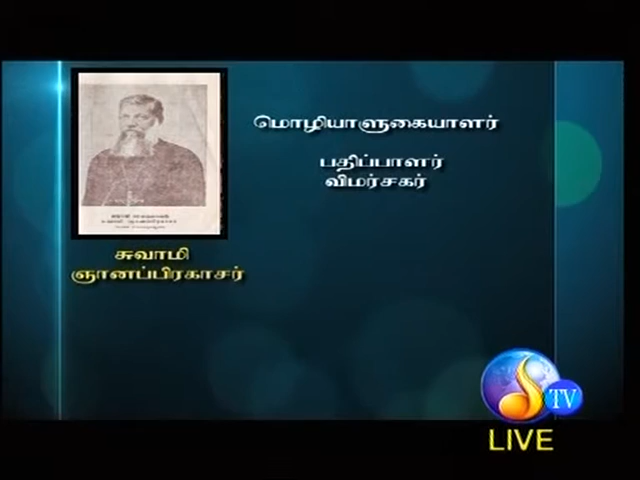 மொழியாளுகையாளர்
பதிப்பாளர்
விமர்சகர்
சுவாமி
ஞானப்பிரகாசர்
TV
LIVE